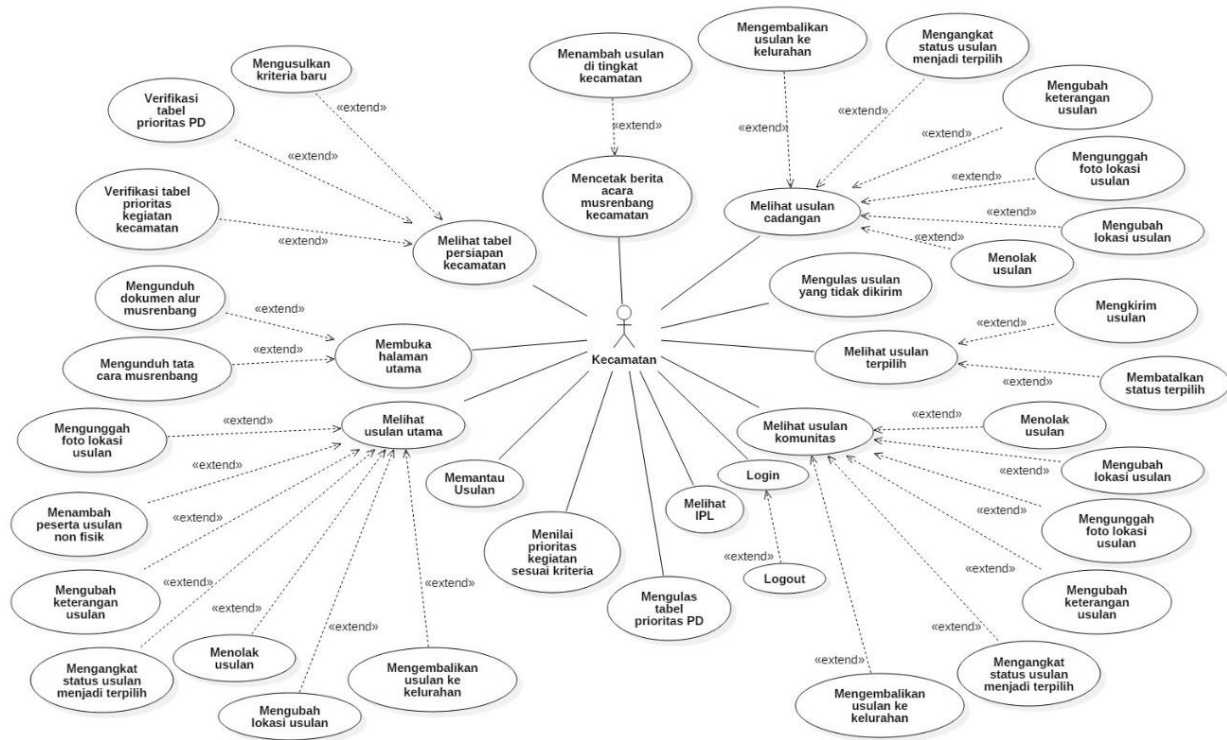 Mengusulkan
kriteria baru
Verifikasi
tabel
prioritas PD
Verifikasi tabel
prioritas
kegiatan
kecamatan
«extend»
«extend»
«extend»
Melihat tabel
persiapan
kecamatan
Menambah usulan
di tingkat
kecamatan
«extend»
Mencetak berita
acara
musrenbang
kecamatan
Mengembalikan
usulan ke
kelurahan
Mengangkat
status usulan
menjadi terpilih
Mengubah
keterangan
usulan
Mengunggah
foto lokasi
usulan
Mengubah
lokasi usulan
Menolak
usulan
«extend»
«extend»
«extend»
«extend»
«extend»
«extend»
Melihat usulan
cadangan
Mengulas usulan
yang tidak dikirim
Mengunduh
dokumen alur
musrenbang
Mengunduh tata
cara musrenbang
«extend»
«extend»
Membuka
halaman
utama
Kecamatan
Melihat usulan
terpilih
«extend»
«extend»
Mengkirim
usulan
Membatalkan
status terpilih
Melihat
usulan utama
«extend»
«extend»
«extend»
«extend»
«extend»
«extend»
«extend»
Mengunggah
foto lokasi
usulan
Menambah
peserta usulan
non fisik
Mengubah
keterangan
usulan
Mengangkat
status usulan
menjadi terpilih
Menolak
usulan
Mengubah
lokasi usulan
Mengembalikan
usulan ke
kelurahan
Memantau
Usulan
Menilai
prioritas
kegiatan
sesuai kriteria
Mengulas
tabel
prioritas PD
Melihat
IPL
Login
«extend»
Logout
Melihat usulan
komunitas
«extend»
«extend»
«extend»
«extend»
«extend»
«extend»
Menolak
usulan
Mengubah
lokasi usulan
Mengunggah
foto lokasi
usulan
Mengubah
keterangan
usulan
Mengangkat
status usulan
menjadi terpilih
Mengembalikan
usulan ke
kelurahan